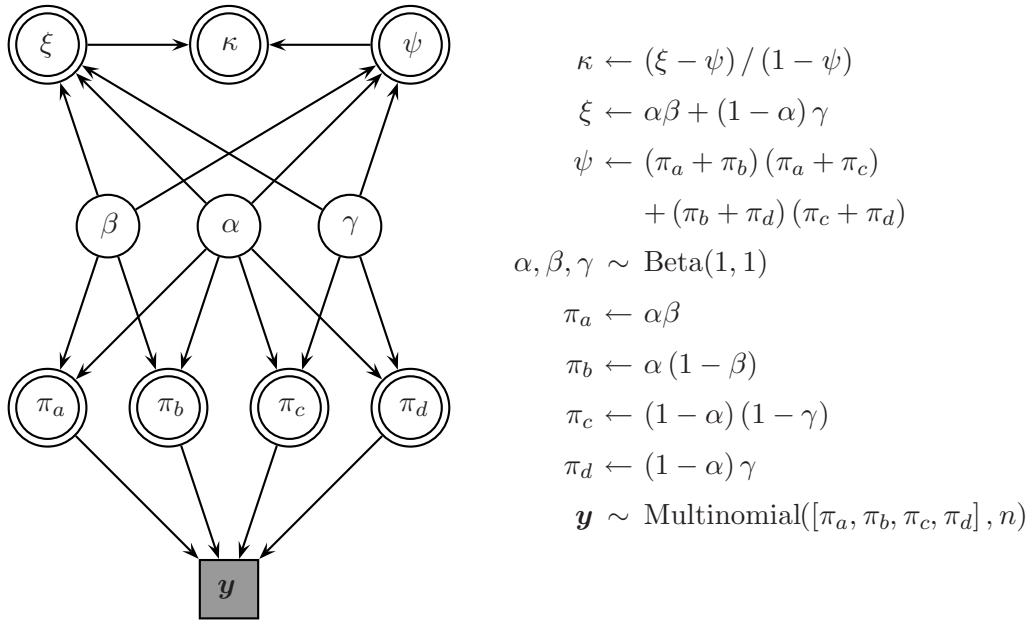 ξ κ ψ
β α γ
π_a π_b π_c π_d
y
κ ← (ξ − ψ) / (1 − ψ)
ξ ← αβ + (1 − α) γ
ψ ← (π_a + π_b) (π_a + π_c)
+ (π_b + π_d) (π_c + π_d)
α, β, γ ∼ Beta(1, 1)
π_a ← αβ
π_b ← α (1 − β)
π_c ← (1 − α) (1 − γ)
π_d ← (1 − α) γ
y ∼ Multinomial([π_a, π_b, π_c, π_d] , n)